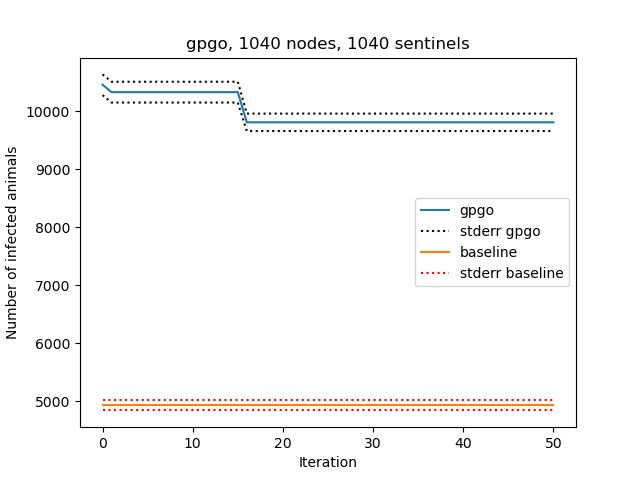 gpgo, 1040 nodes, 1040 sentinels
Number of infected animals
10000
9000
8000
7000
6000
5000
gpgo
stderr gpgo
baseline
stderr baseline
0 10 20 30 40 50
Iteration